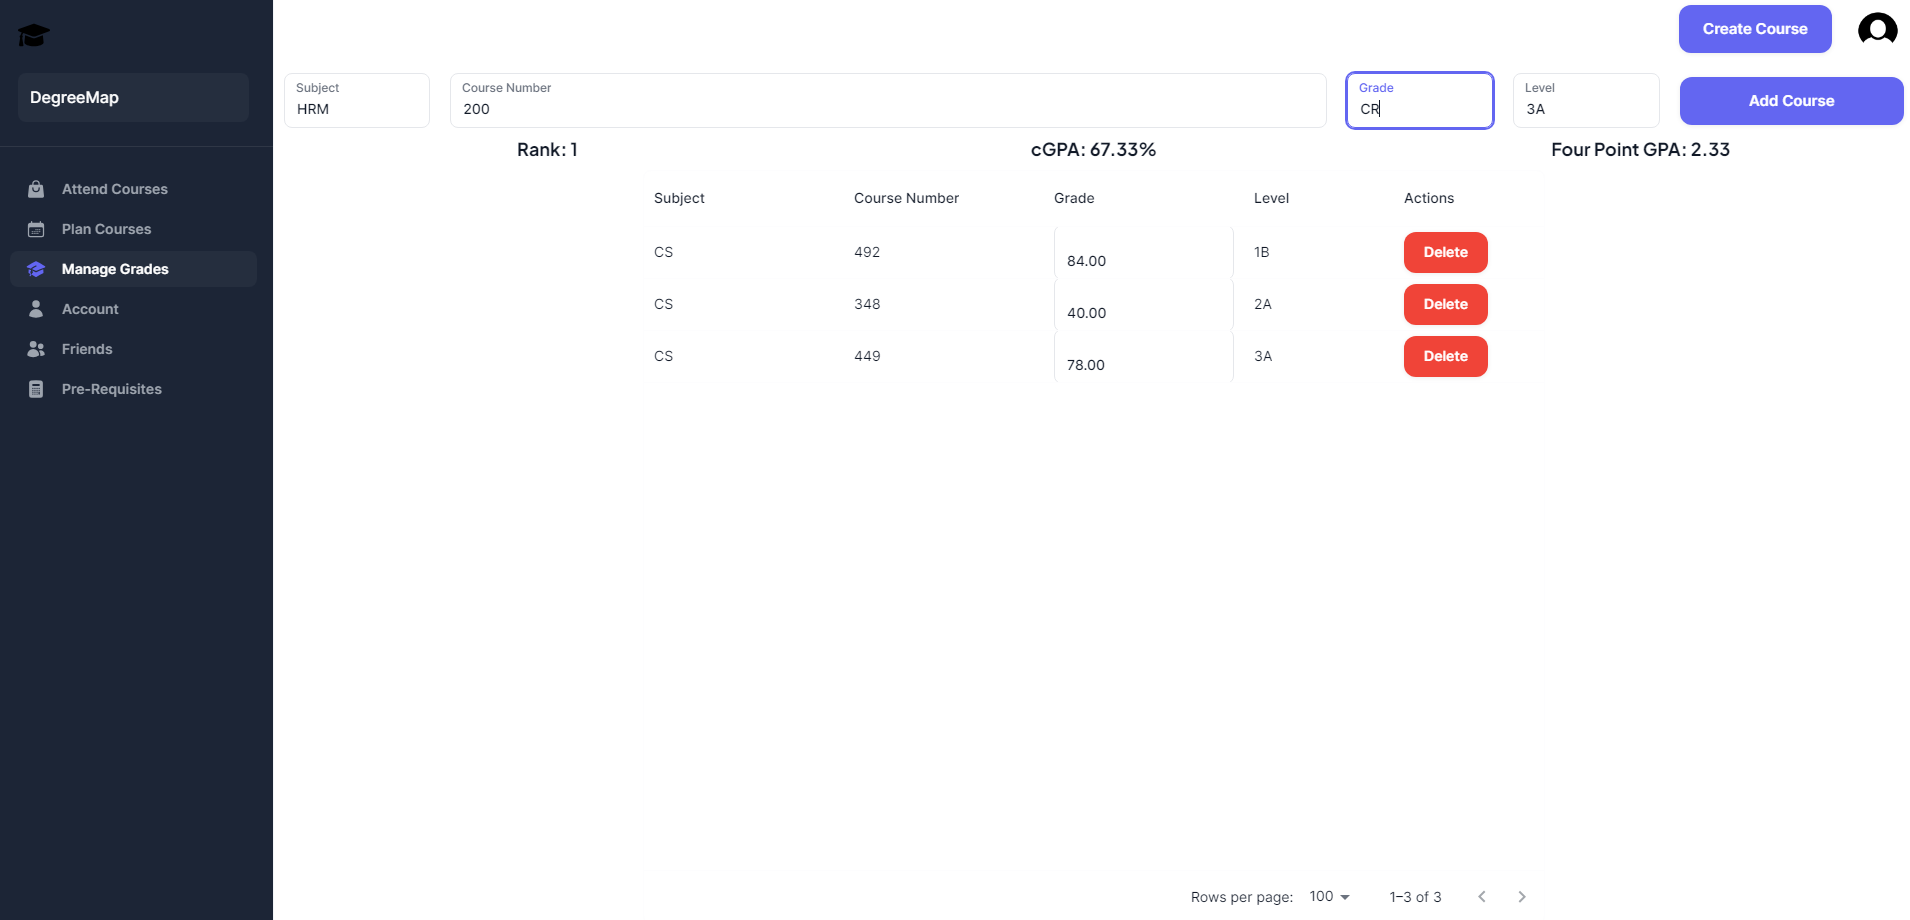 Create Course
DegreeMap
Subject
HRM
Course Number
200
Grade
CR
Level
3A
Add Course
Rank: 1
cGPA: 67.33%
Four Point GPA: 2.33
Attend Courses
Plan Courses
Manage Grades
Account
Friends
Pre-Requisites
Subject Course Number Grade Level Actions
CS 492 84.00 1B Delete
CS 348 40.00 2A Delete
CS 449 78.00 3A Delete
Rows per page: 100 1–3 of 3